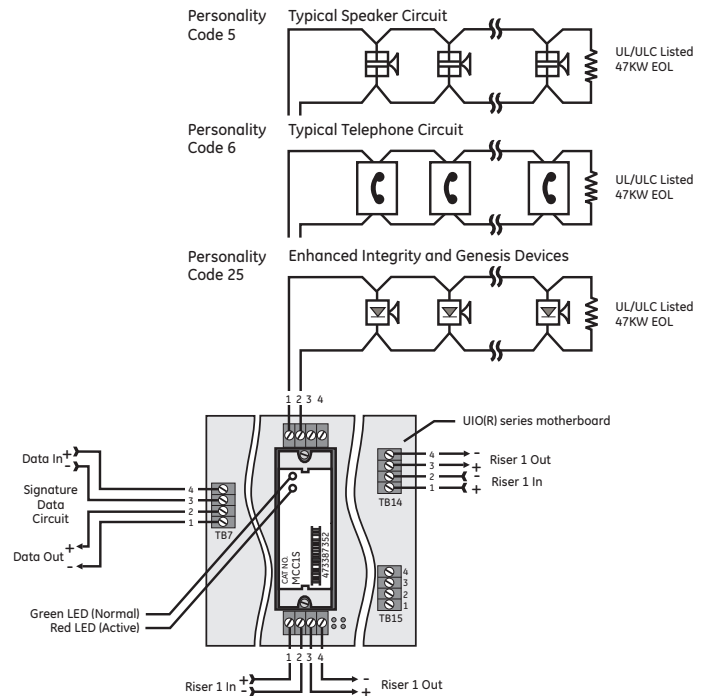 Personality
Code 5
Typical Speaker Circuit
UL/ULC Listed
47KW EOL
Personality
Code 6
Typical Telephone Circuit
UL/ULC Listed
47KW EOL
Personality
Code 25
Enhanced Integrity and Genesis Devices
UL/ULC Listed
47KW EOL
1 2 3 4
UIO(R) series motherboard
Data In + -
Signature
Data
Circuit
Data Out + -
4
3
2
1
TB7
4 - Riser 1 Out
3 +
2 - Riser 1 In
1 +
TB14
CAT NO.
MCC1S
473387352
4
3
2
1
TB15
Green LED (Normal)
Red LED (Active)
1 2 3 4
Riser 1 In + -
- + Riser 1 Out